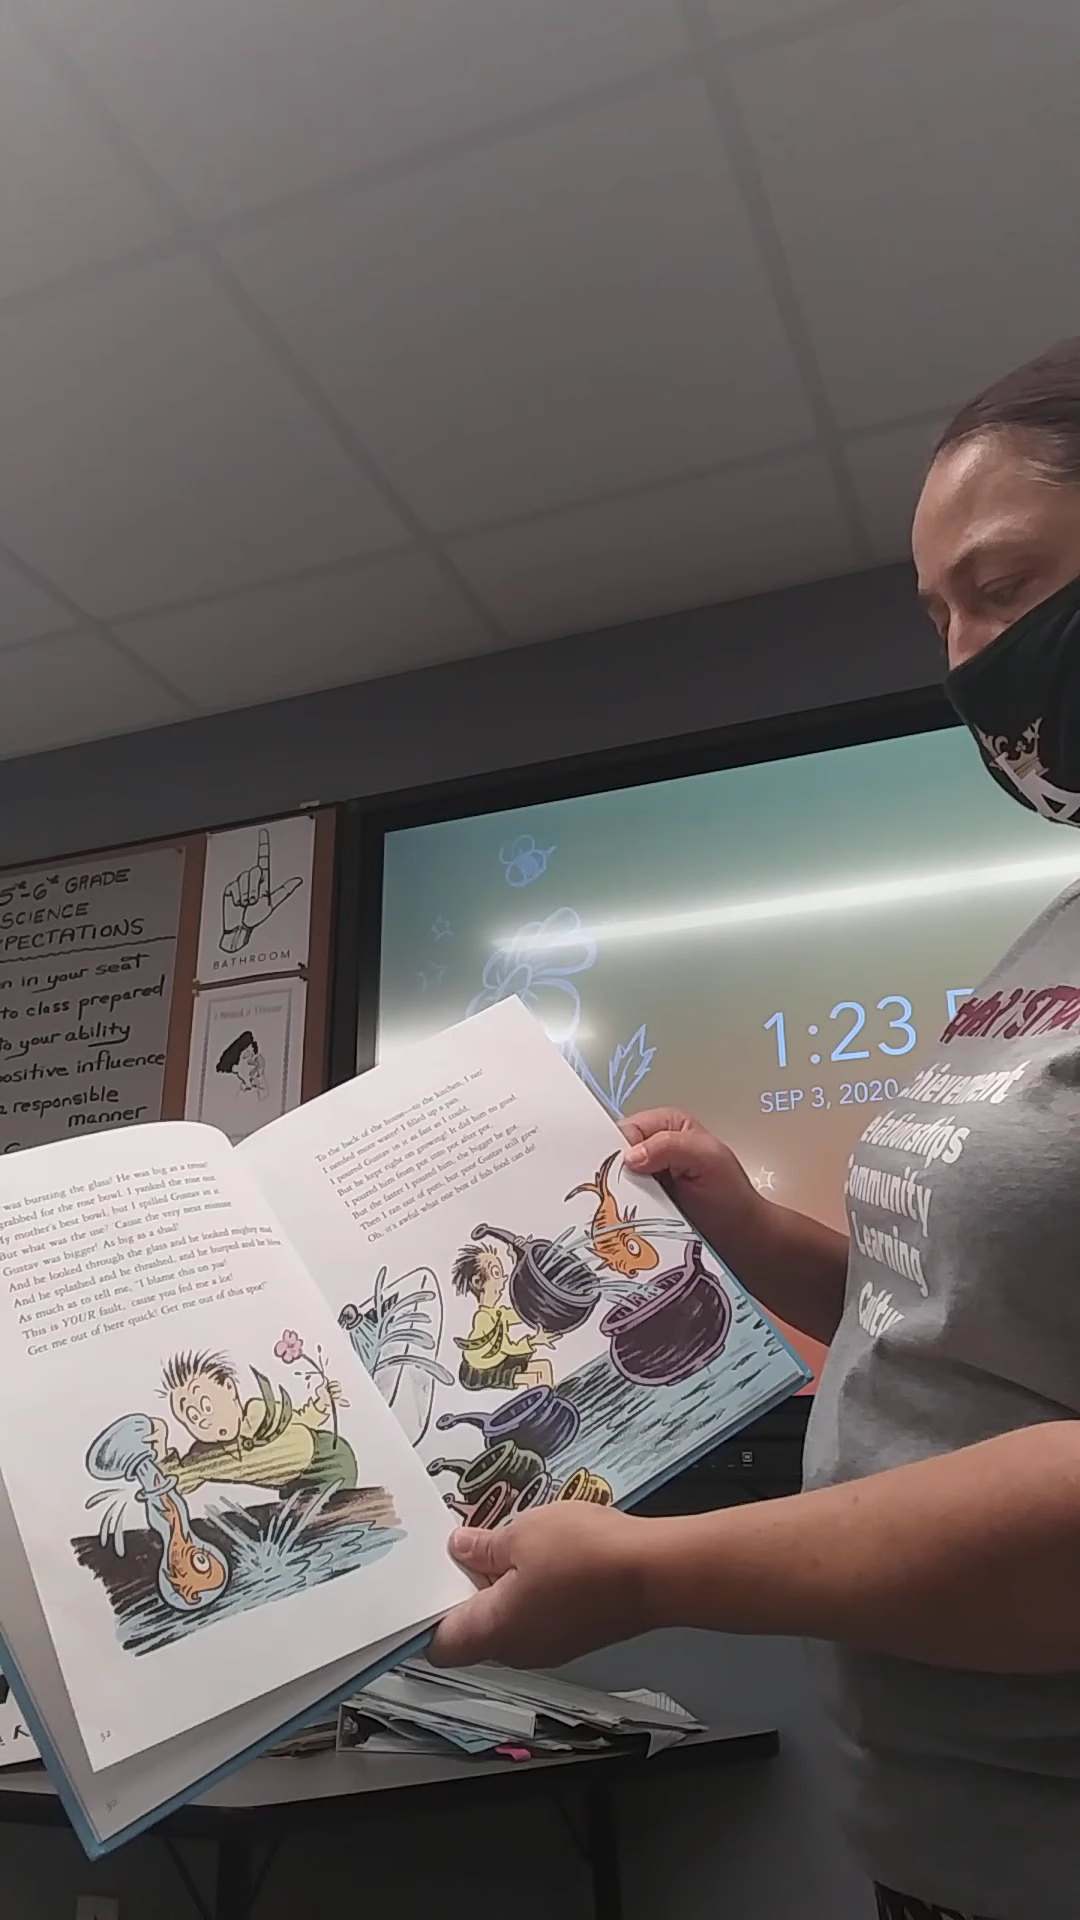 5th-6th GRADE
SCIENCE
in your seat
to class prepared
your ability
positive influence
responsible
manner
BATHROOM
1:23
SEP 3, 2020
was bursting the glass! He was big as a trout!
grabbed for the rose bowl. I yanked the rose out.
My mother's best bowl, but I spilled Gustav in it.
But what was the use? 'Cause the very next minute
Gustav was bigger! As big as a shad!
And he looked through the glass and he looked mighty mad
And he splashed and he thrashed, and he burped and he blew
As much as to tell me, "I blame this on you!
This is YOUR fault, 'cause you fed me a lot!
Get me out of here quick! Get me out of this spot!"
32
30
To the back of the house—to the kitchen, I ran!
I needed more water! I filled up a pan.
I poured Gustav in it as fast as I could.
But he kept right on growing! It did him no good.
I poured him from pot into pot after pot.
But the faster I poured him, the bigger he got.
Then I ran out of pots, but poor Gustav still grew!
Oh, it's awful what one box of fish food can do!
Community
Learning